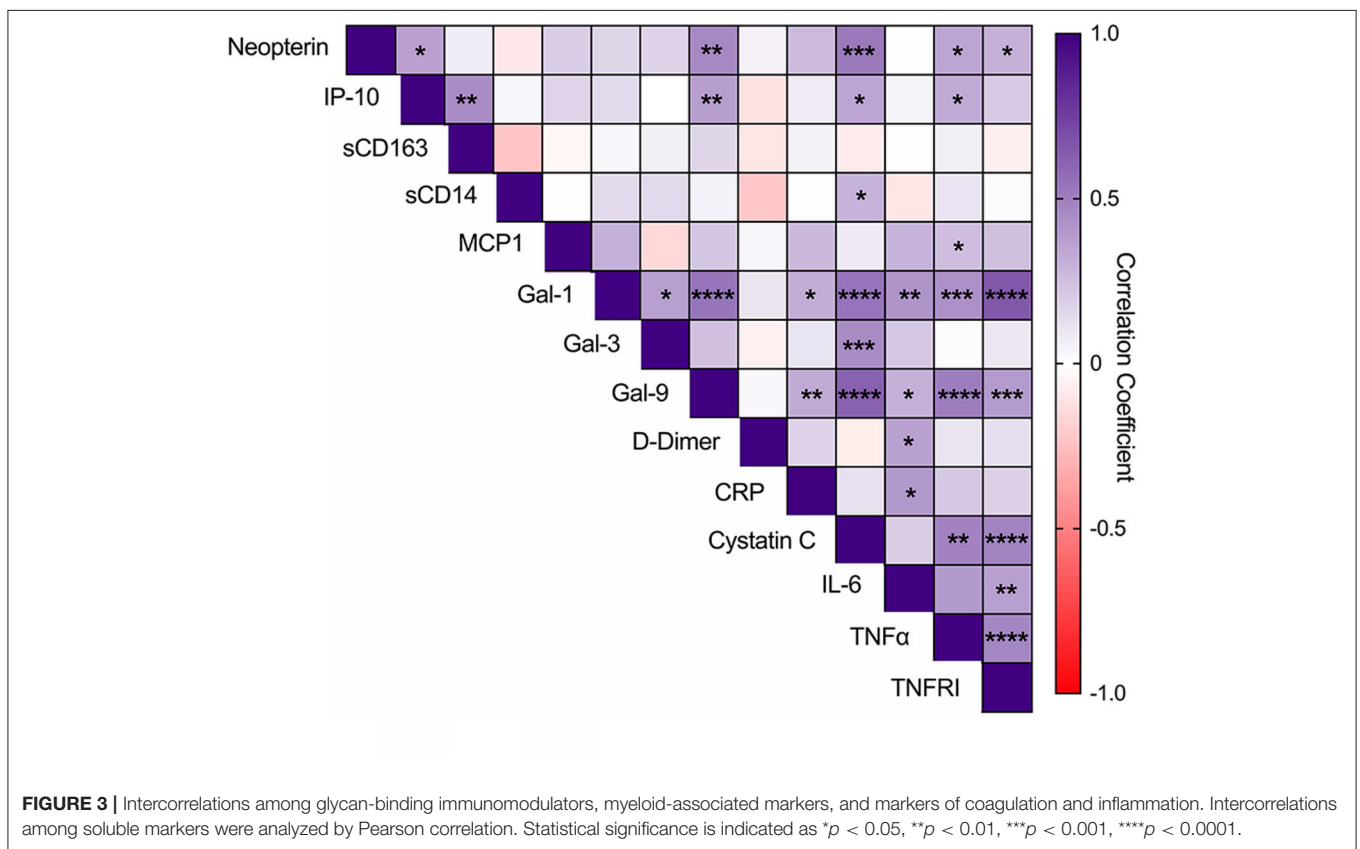 Neopterin * ** *** * * 1.0
IP-10 ** ** * *
sCD163
sCD14 * 0.5
MCP1 *
Gal-1 * **** * **** ** *** ****
Gal-3 *** 0
Gal-9 ** **** * **** ***
D-Dimer *
CRP *
Cystatin C ** **** -0.5
IL-6 **
TNFα ****
TNFRI -1.0
Correlation Coefficient
FIGURE 3 | Intercorrelations among glycan-binding immunomodulators, myeloid-associated markers, and markers of coagulation and inflammation. Intercorrelations
among soluble markers were analyzed by Pearson correlation. Statistical significance is indicated as *p < 0.05, **p < 0.01, ***p < 0.001, ****p < 0.0001.